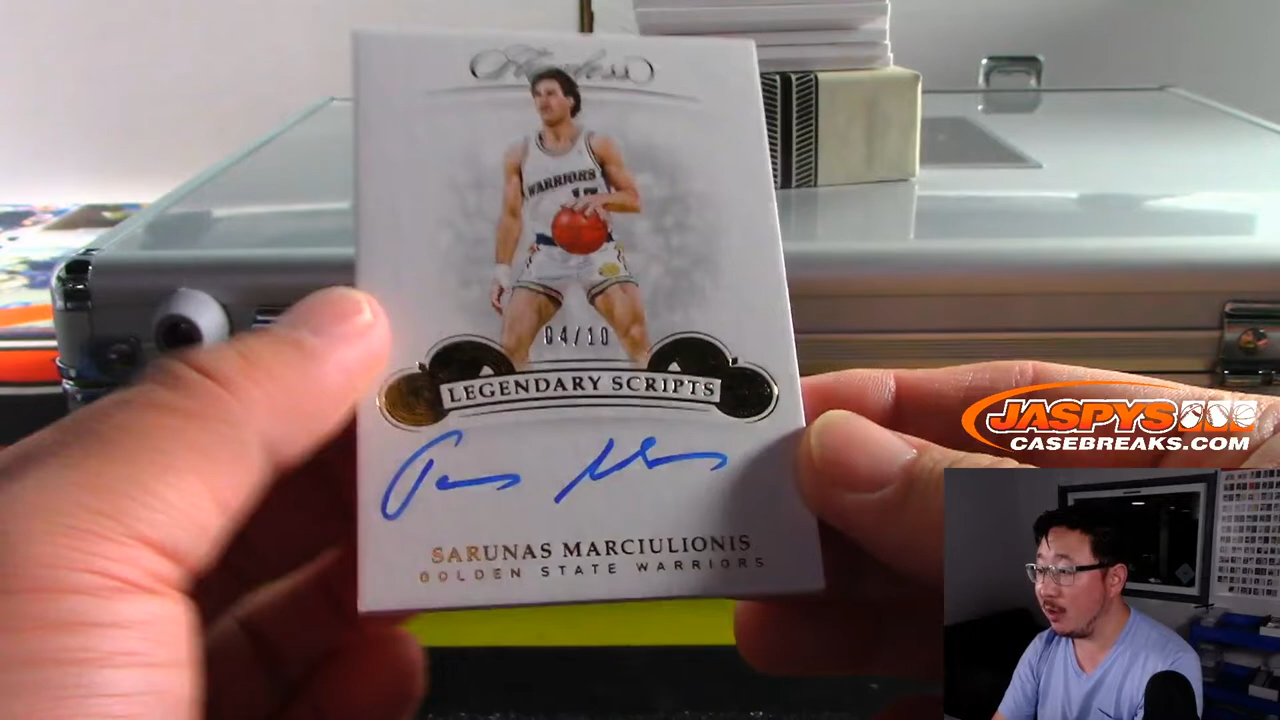 Flawless
WARRIORS
04/10
LEGENDARY SCRIPTS
SARUNAS MARCIULIONIS
GOLDEN STATE WARRIORS
JASPYS
CASEBREAKS.COM